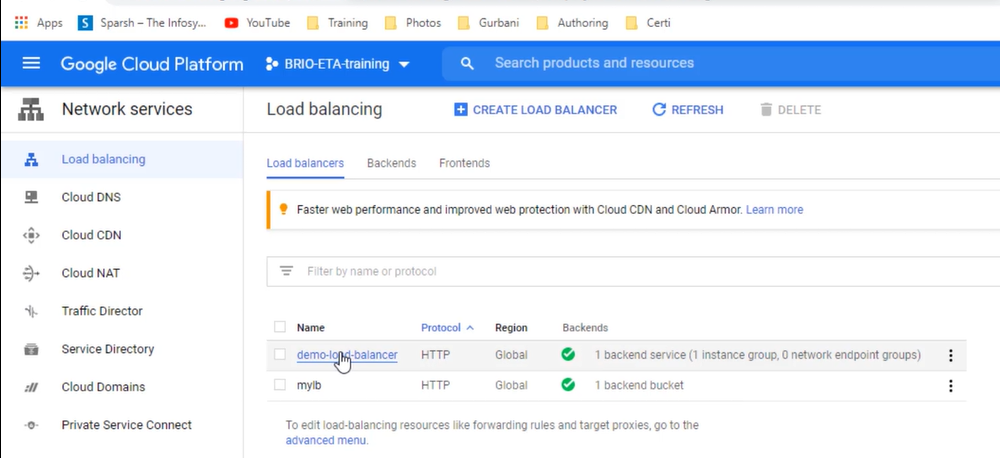 Apps Sparsh – The Infosy... YouTube Training Photos Gurbani Authoring Certi
Google Cloud Platform BRIO-ETA-training Search products and resources
Network services
Load balancing
Cloud DNS
Cloud CDN
Cloud NAT
Traffic Director
Service Directory
Cloud Domains
Private Service Connect
Load balancing CREATE LOAD BALANCER REFRESH DELETE
Load balancers Backends Frontends
Faster web performance and improved web protection with Cloud CDN and Cloud Armor. Learn more
Filter by name or protocol
Name Protocol Region Backends
demo-load-balancer HTTP Global 1 backend service (1 instance group, 0 network endpoint groups)
mylb HTTP Global 1 backend bucket
To edit load-balancing resources like forwarding rules and target proxies, go to the
advanced menu.